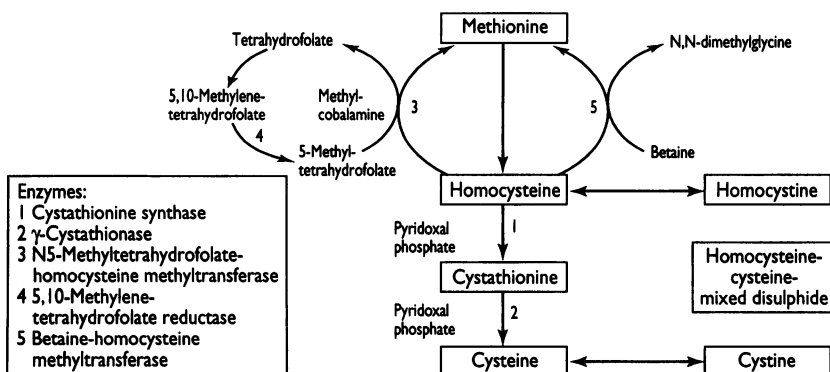 Tetrahydrofolate
Methionine
N,N-dimethylglycine
5,10-Methylene-
tetrahydrofolate
Methyl-
cobalamine
3
5
4
5-Methyl-
tetrahydrofolate
Betaine
Homocysteine
Homocystine
Enzymes:
1 Cystathionine synthase
2 γ-Cystathionase
3 N5-Methyltetrahydrofolate-
homocysteine methyltransferase
4 5,10-Methylene-
tetrahydrofolate reductase
5 Betaine-homocysteine
methyltransferase
Pyridoxal
phosphate
1
Cystathionine
Homocysteine-
cysteine-
mixed disulphide
Pyridoxal
phosphate
2
Cysteine
Cystine